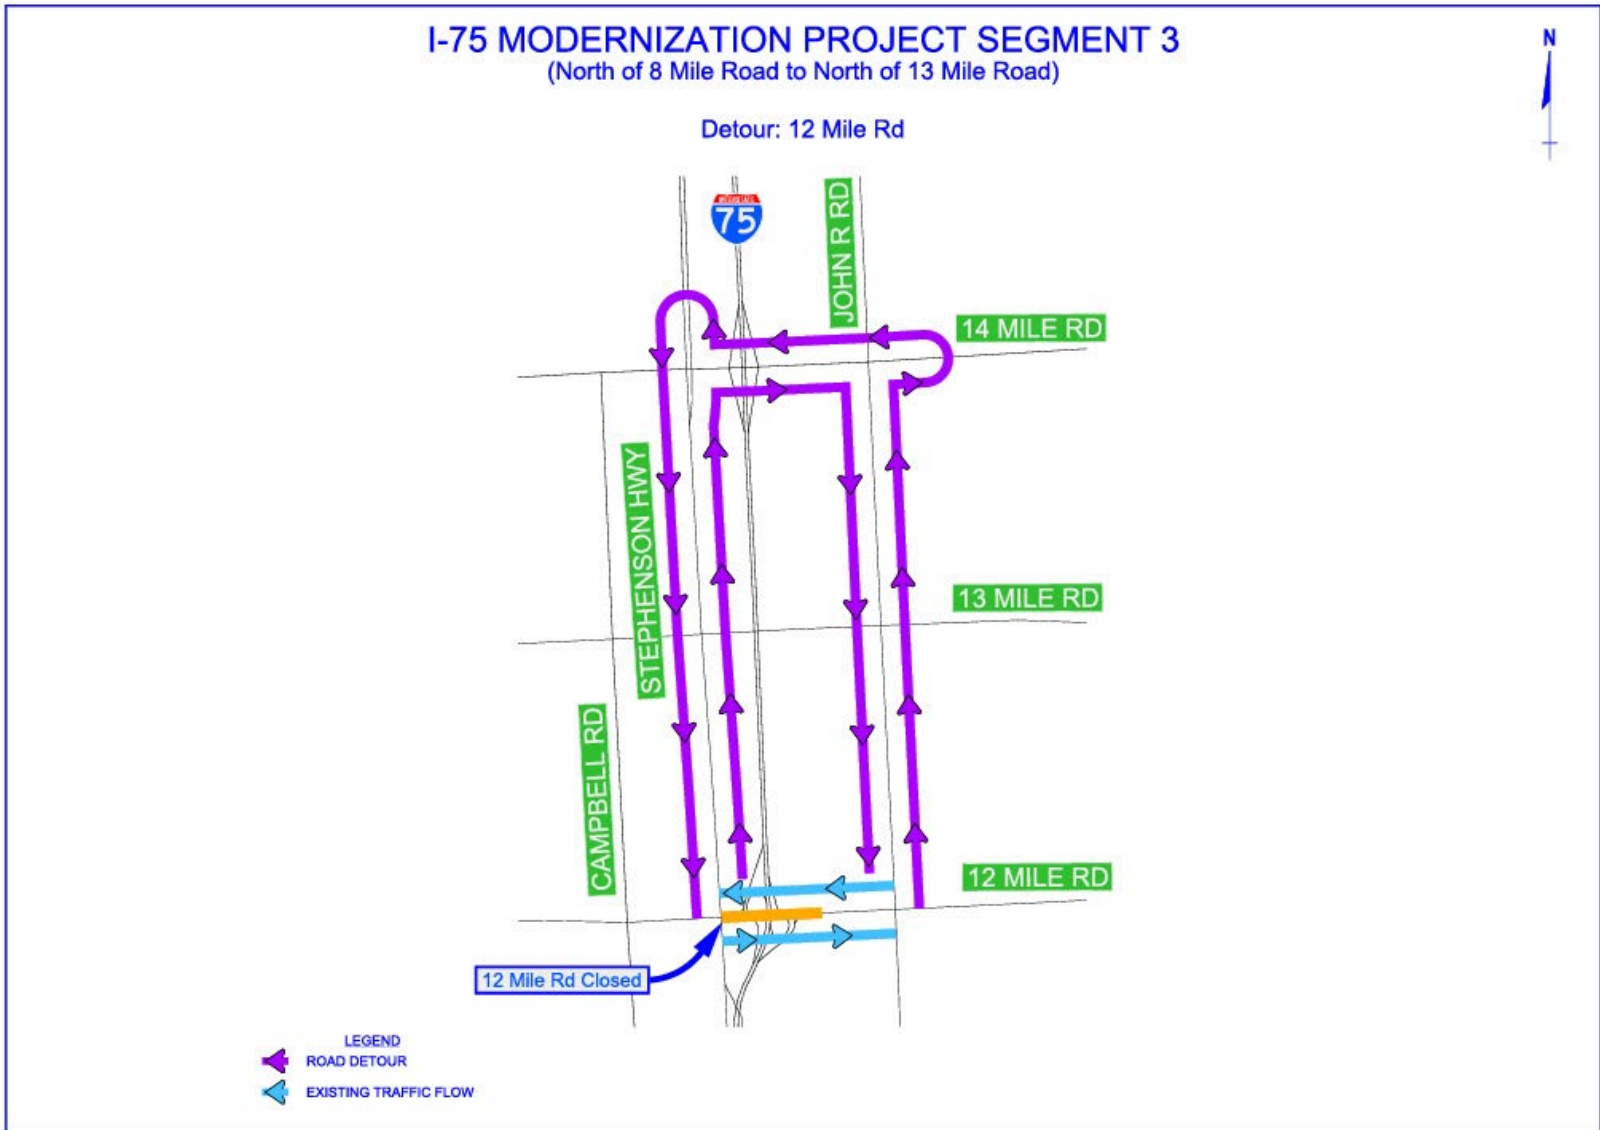 I-75 MODERNIZATION PROJECT SEGMENT 3
(North of 8 Mile Road to North of 13 Mile Road)
N
Detour: 12 Mile Rd
INTERSTATE
75
JOHN R RD
14 MILE RD
STEPHENSON HWY
13 MILE RD
CAMPBELL RD
12 MILE RD
12 Mile Rd Closed
LEGEND
ROAD DETOUR
EXISTING TRAFFIC FLOW